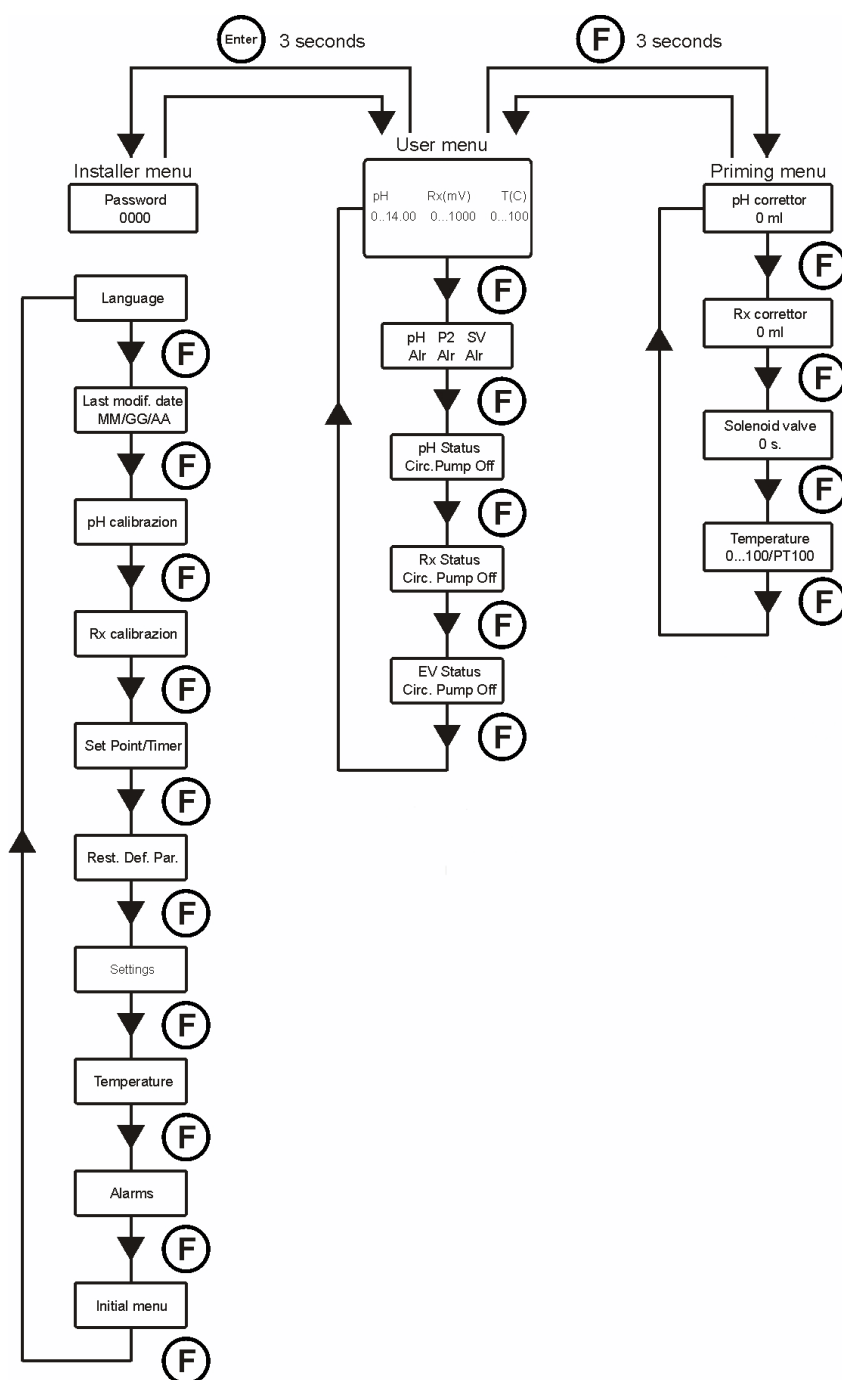 Enter 3 seconds
F 3 seconds
Installer menu
Password
0000
Language
F
Last modif. date
MM/GG/AA
F
pH calibrazion
F
Rx calibrazion
F
Set Point/Timer
F
Rest. Def. Par.
F
Settings
F
Temperature
F
Alarms
F
Initial menu
F
User menu
pH Rx(mV) T(C)
0..14.00 0...1000 0...100
F
pH P2 SV
Alr Alr Alr
F
pH Status
Circ.Pump Off
F
Rx Status
Circ. Pump Off
F
EV Status
Circ. Pump Off
F
Priming menu
pH correttor
0 ml
F
Rx correttor
0 ml
F
Solenoid valve
0 s.
F
Temperature
0...100/PT100
F